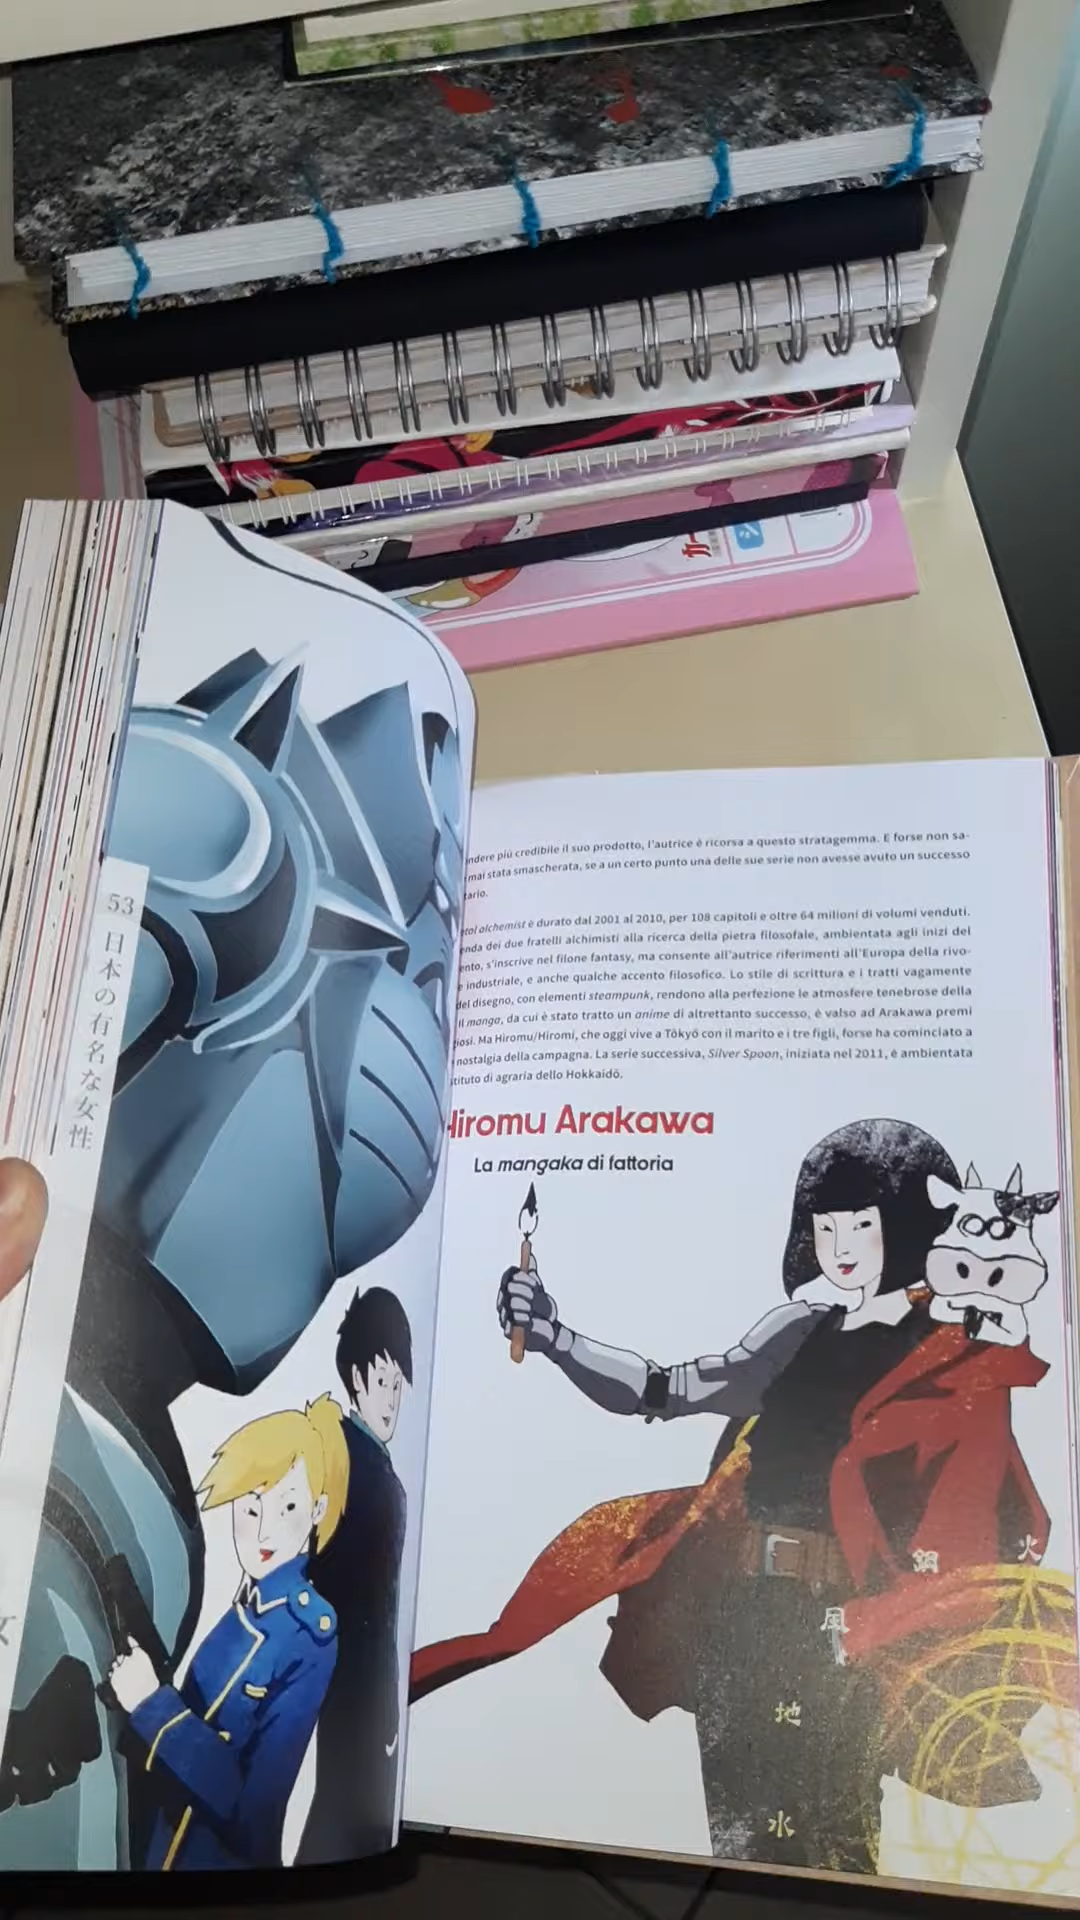 カー
53 日本の有名な女性
女
ndere più credibile il suo prodotto, l'autrice è ricorsa a questo stratagemma. E forse non sa-
mai stata smascherata, se a un certo punto una delle sue serie non avesse avuto un successo
tario.
etal alchemist è durato dal 2001 al 2010, per 108 capitoli e oltre 64 milioni di volumi venduti.
enda dei due fratelli alchimisti alla ricerca della pietra filosofale, ambientata agli inizi del
ento, s'inscrive nel filone fantasy, ma consente all'autrice riferimenti all'Europa della rivo-
e industriale, e anche qualche accento filosofico. Lo stile di scrittura e i tratti vagamente
del disegno, con elementi steampunk, rendono alla perfezione le atmosfere tenebrose della
il manga, da cui è stato tratto un anime di altrettanto successo, è valso ad Arakawa premi
giosi. Ma Hiromu/Hiromi, che oggi vive a Tōkyō con il marito e i tre figli, forse ha cominciato a
nostalgia della campagna. La serie successiva, Silver Spoon, iniziata nel 2011, è ambientata
stituto di agraria dello Hokkaidō.
Hiromu Arakawa
La mangaka di fattoria
火
鋼
風
地
水